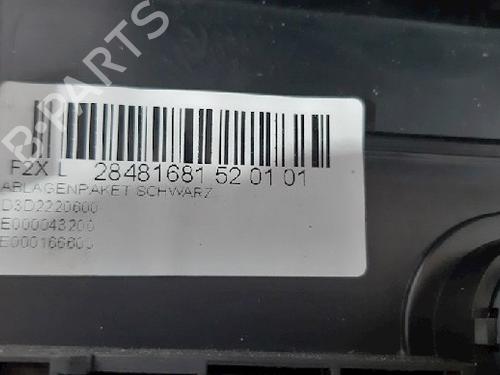 B-PARTS
F2X L 28481681 52 01 01
ABLAGENPAKET SCHWARZ
D3D2220600
E000043200
E000166600